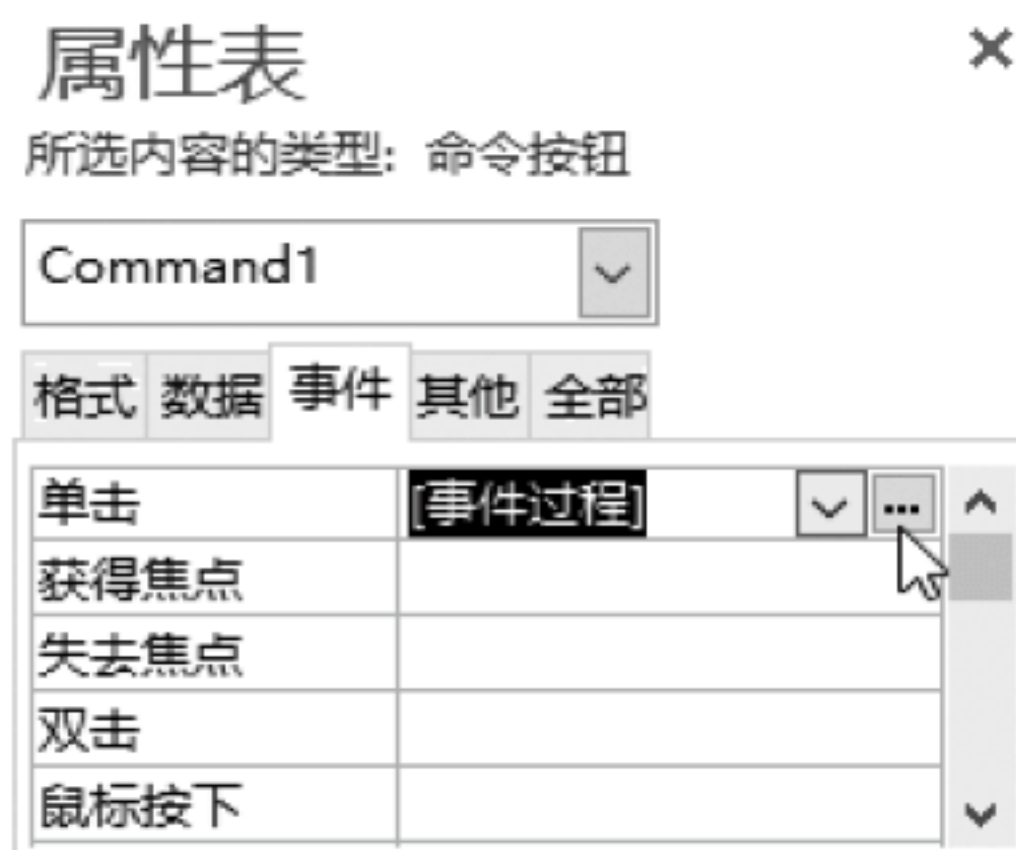 属性表
所选内容的类型: 命令按钮
Command1
格式 数据 事件 其他 全部
单击 [事件过程] ...
获得焦点
失去焦点
双击
鼠标按下